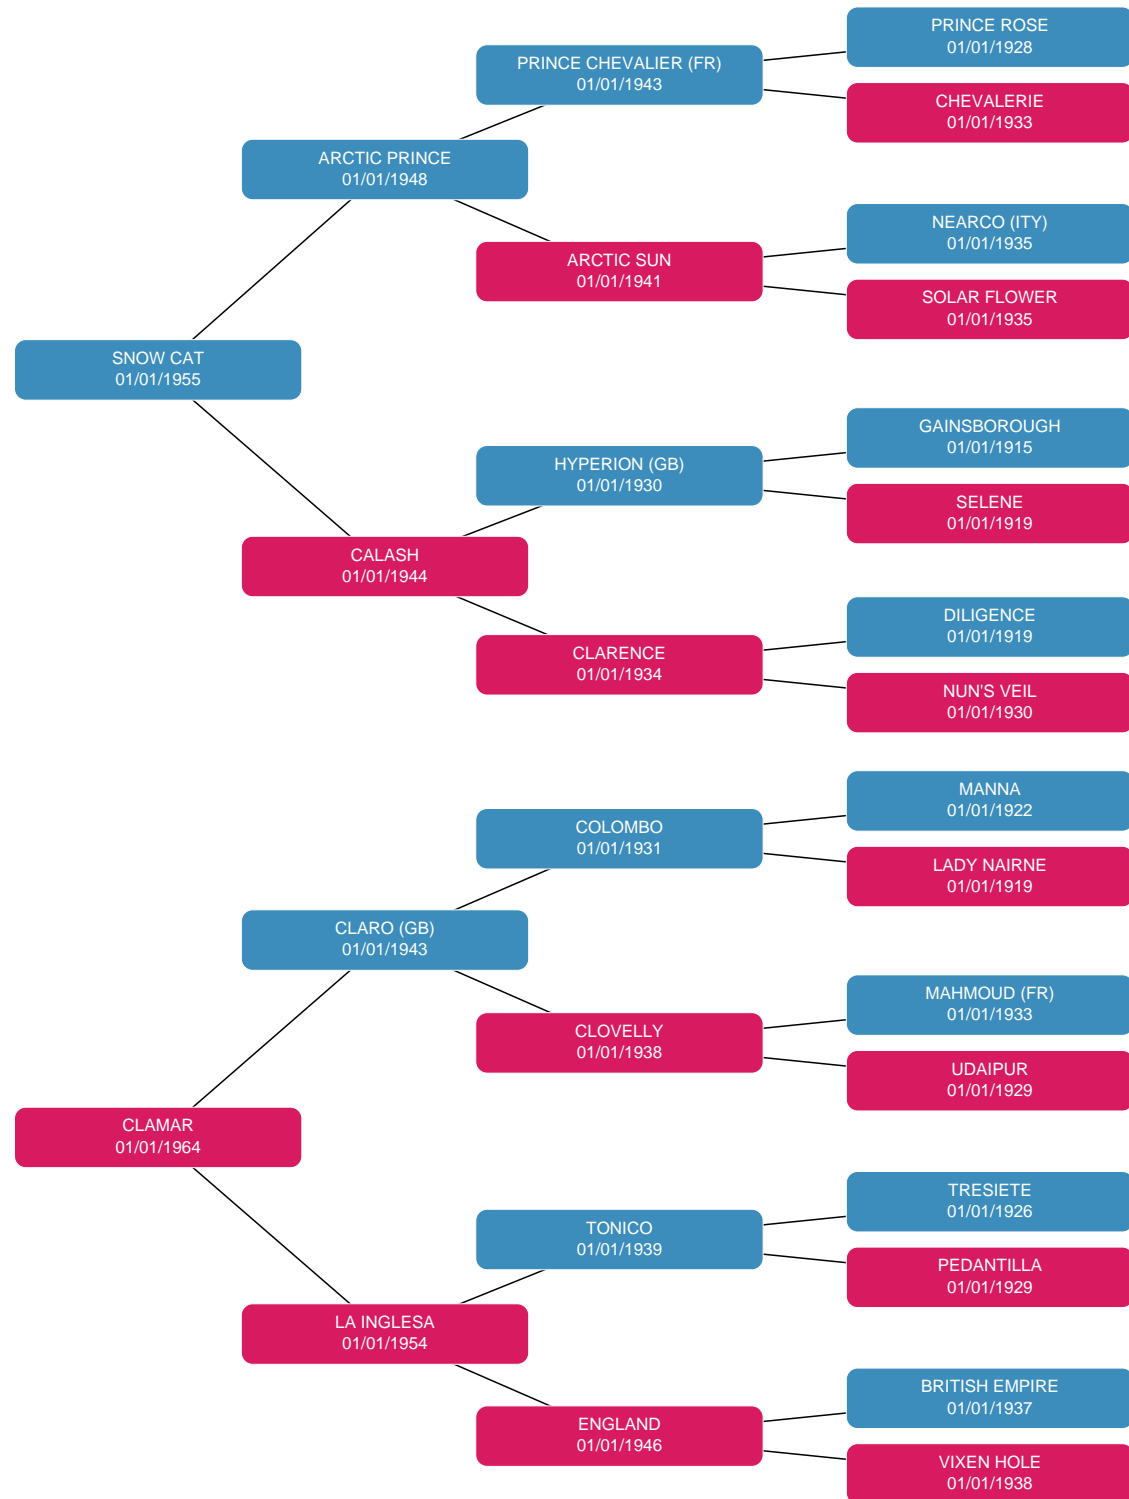 PRINCE ROSE
01/01/1928
PRINCE CHEVALIER (FR)
01/01/1943
CHEVALERIE
01/01/1933
ARCTIC PRINCE
01/01/1948
NEARCO (ITY)
01/01/1935
ARCTIC SUN
01/01/1941
SOLAR FLOWER
01/01/1935
SNOW CAT
01/01/1955
GAINSBOROUGH
01/01/1915
HYPERION (GB)
01/01/1930
SELENE
01/01/1919
CALASH
01/01/1944
DILIGENCE
01/01/1919
CLARENCE
01/01/1934
NUN'S VEIL
01/01/1930
MANNA
01/01/1922
COLOMBO
01/01/1931
LADY NAIRNE
01/01/1919
CLARO (GB)
01/01/1943
MAHMOUD (FR)
01/01/1933
CLOVELLY
01/01/1938
UDAIPUR
01/01/1929
CLAMAR
01/01/1964
TRESIETE
01/01/1926
TONICO
01/01/1939
PEDANTILLA
01/01/1929
LA INGLESA
01/01/1954
BRITISH EMPIRE
01/01/1937
ENGLAND
01/01/1946
VIXEN HOLE
01/01/1938